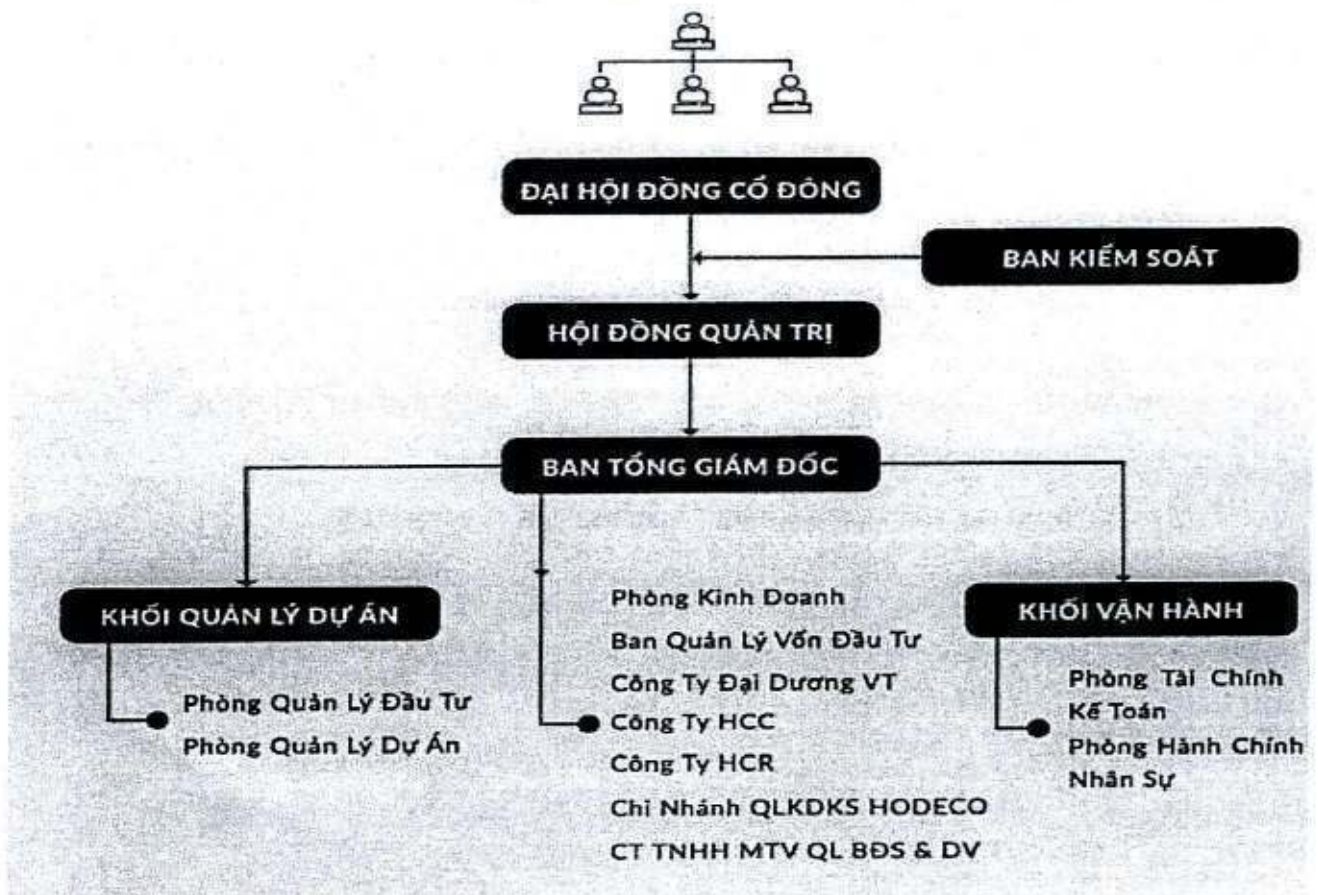 ĐẠI HỘI ĐỒNG CỔ ĐÔNG
BAN KIỂM SOÁT
HỘI ĐỒNG QUẢN TRỊ
BAN TỔNG GIÁM ĐỐC
KHỐI QUẢN LÝ DỰ ÁN
Phòng Quản Lý Đầu Tư
Phòng Quản Lý Dự Án
Phòng Kinh Doanh
Ban Quản Lý Vốn Đầu Tư
Công Ty Đại Dương VT
Công Ty HCC
Công Ty HCR
Chi Nhánh QLKDKS HODECO
CT TNHH MTV QL BĐS & DV
KHỐI VẬN HÀNH
Phòng Tài Chính
Kế Toán
Phòng Hành Chính
Nhân Sự